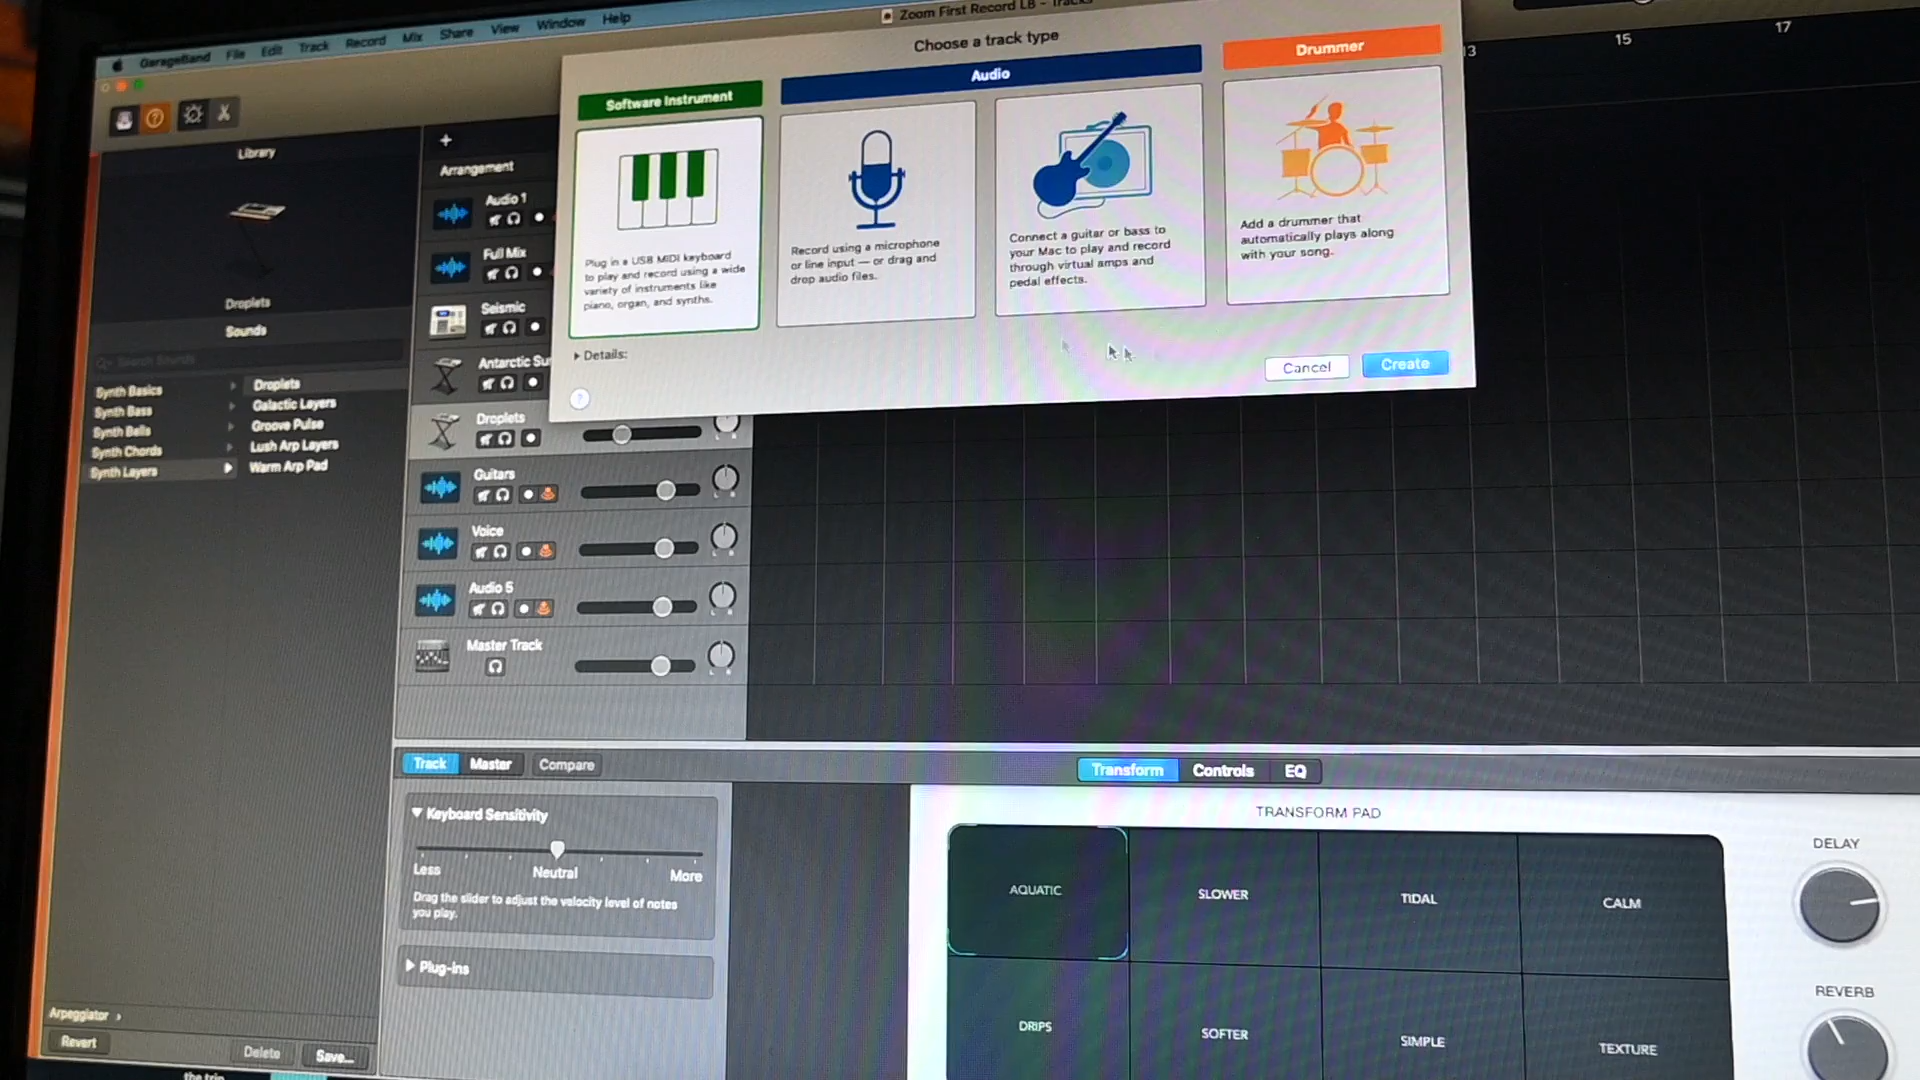 GarageBand File Edit Track Record Mix Share View Window Help
Zoom First Record LB - Tracks
Choose a track type
Software Instrument
Audio
Drummer
Plug in a USB MIDI keyboard
to play and record using a wide
variety of instruments like
piano, organ, and synths.
Record using a microphone
or line input — or drag and
drop audio files.
Connect a guitar or bass to
your Mac to play and record
through virtual amps and
pedal effects.
Add a drummer that
automatically plays along
with your song.
Details:
?
Cancel
Create
13
15
17
Library
Droplets
Sounds
Search Sounds
Synth Basics
Synth Bass
Synth Bells
Synth Chords
Synth Layers
Droplets
Galactic Layers
Groove Pulse
Lush Arp Layers
Warm Arp Pad
Arpeggiator
Revert
Delete
Save...
+
Arrangement
Audio 1
Full Mix
Seismic
Antarctic Su
Droplets
L R
Guitars
L R
Voice
L R
Audio 5
L R
Master Track
L R
Track
Master
Compare
Transform
Controls
EQ
Keyboard Sensitivity
Less
Neutral
More
Drag the slider to adjust the velocity level of notes
you play.
Plug-ins
TRANSFORM PAD
AQUATIC
SLOWER
TIDAL
CALM
DRIPS
SOFTER
SIMPLE
TEXTURE
DELAY
REVERB
the trip